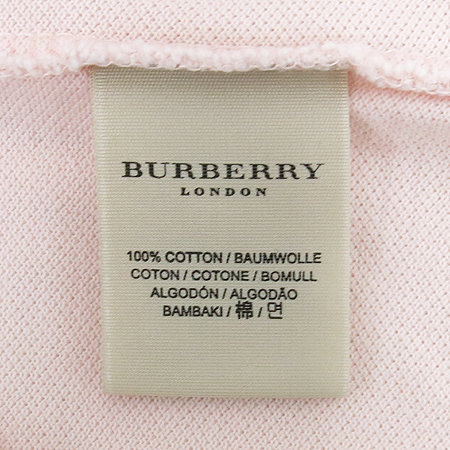 BURBERRY
LONDON
100% COTTON / BAUMWOLLE
COTON / COTONE / BOMULL
ALGODÓN / ALGODÃO
BAMBAKI / 棉 / 면